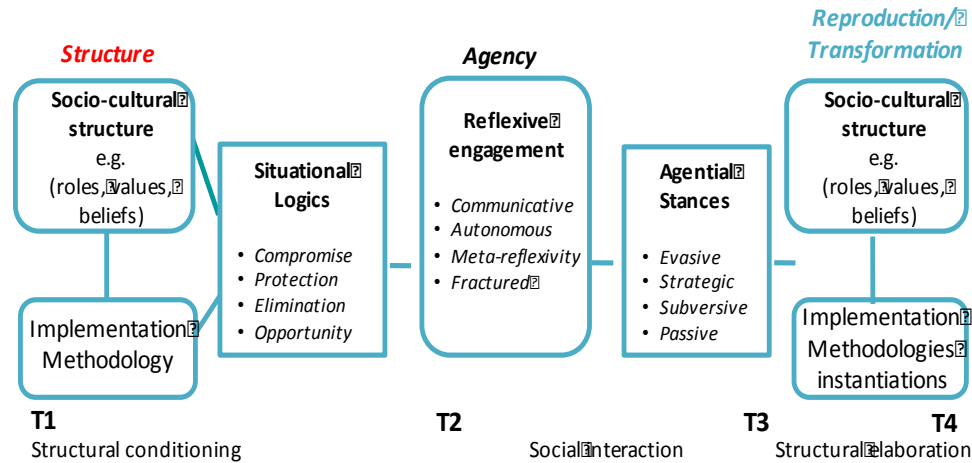 Structure
Agency
Reproduction/
Transformation
Socio-cultural
structure
e.g.
(roles, values,
beliefs)
Implementation
Methodology
Situational
Logics
• Compromise
• Protection
• Elimination
• Opportunity
Reflexive
engagement
• Communicative
• Autonomous
• Meta-reflexivity
• Fractured
Agential
Stances
• Evasive
• Strategic
• Subversive
• Passive
Socio-cultural
structure
e.g.
(roles, values,
beliefs)
Implementation
Methodologies
instantiations
T1
T2
T3
T4
Structural conditioning
Social interaction
Structural elaboration